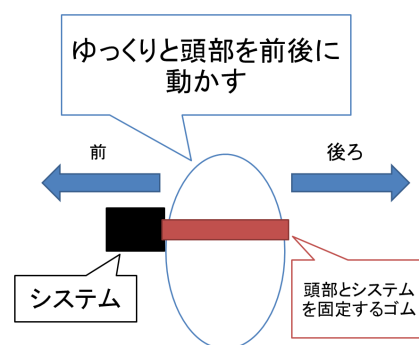 ゆっくりと頭部を前後に
動かす
前
後ろ
システム
頭部とシステム
を固定するゴム